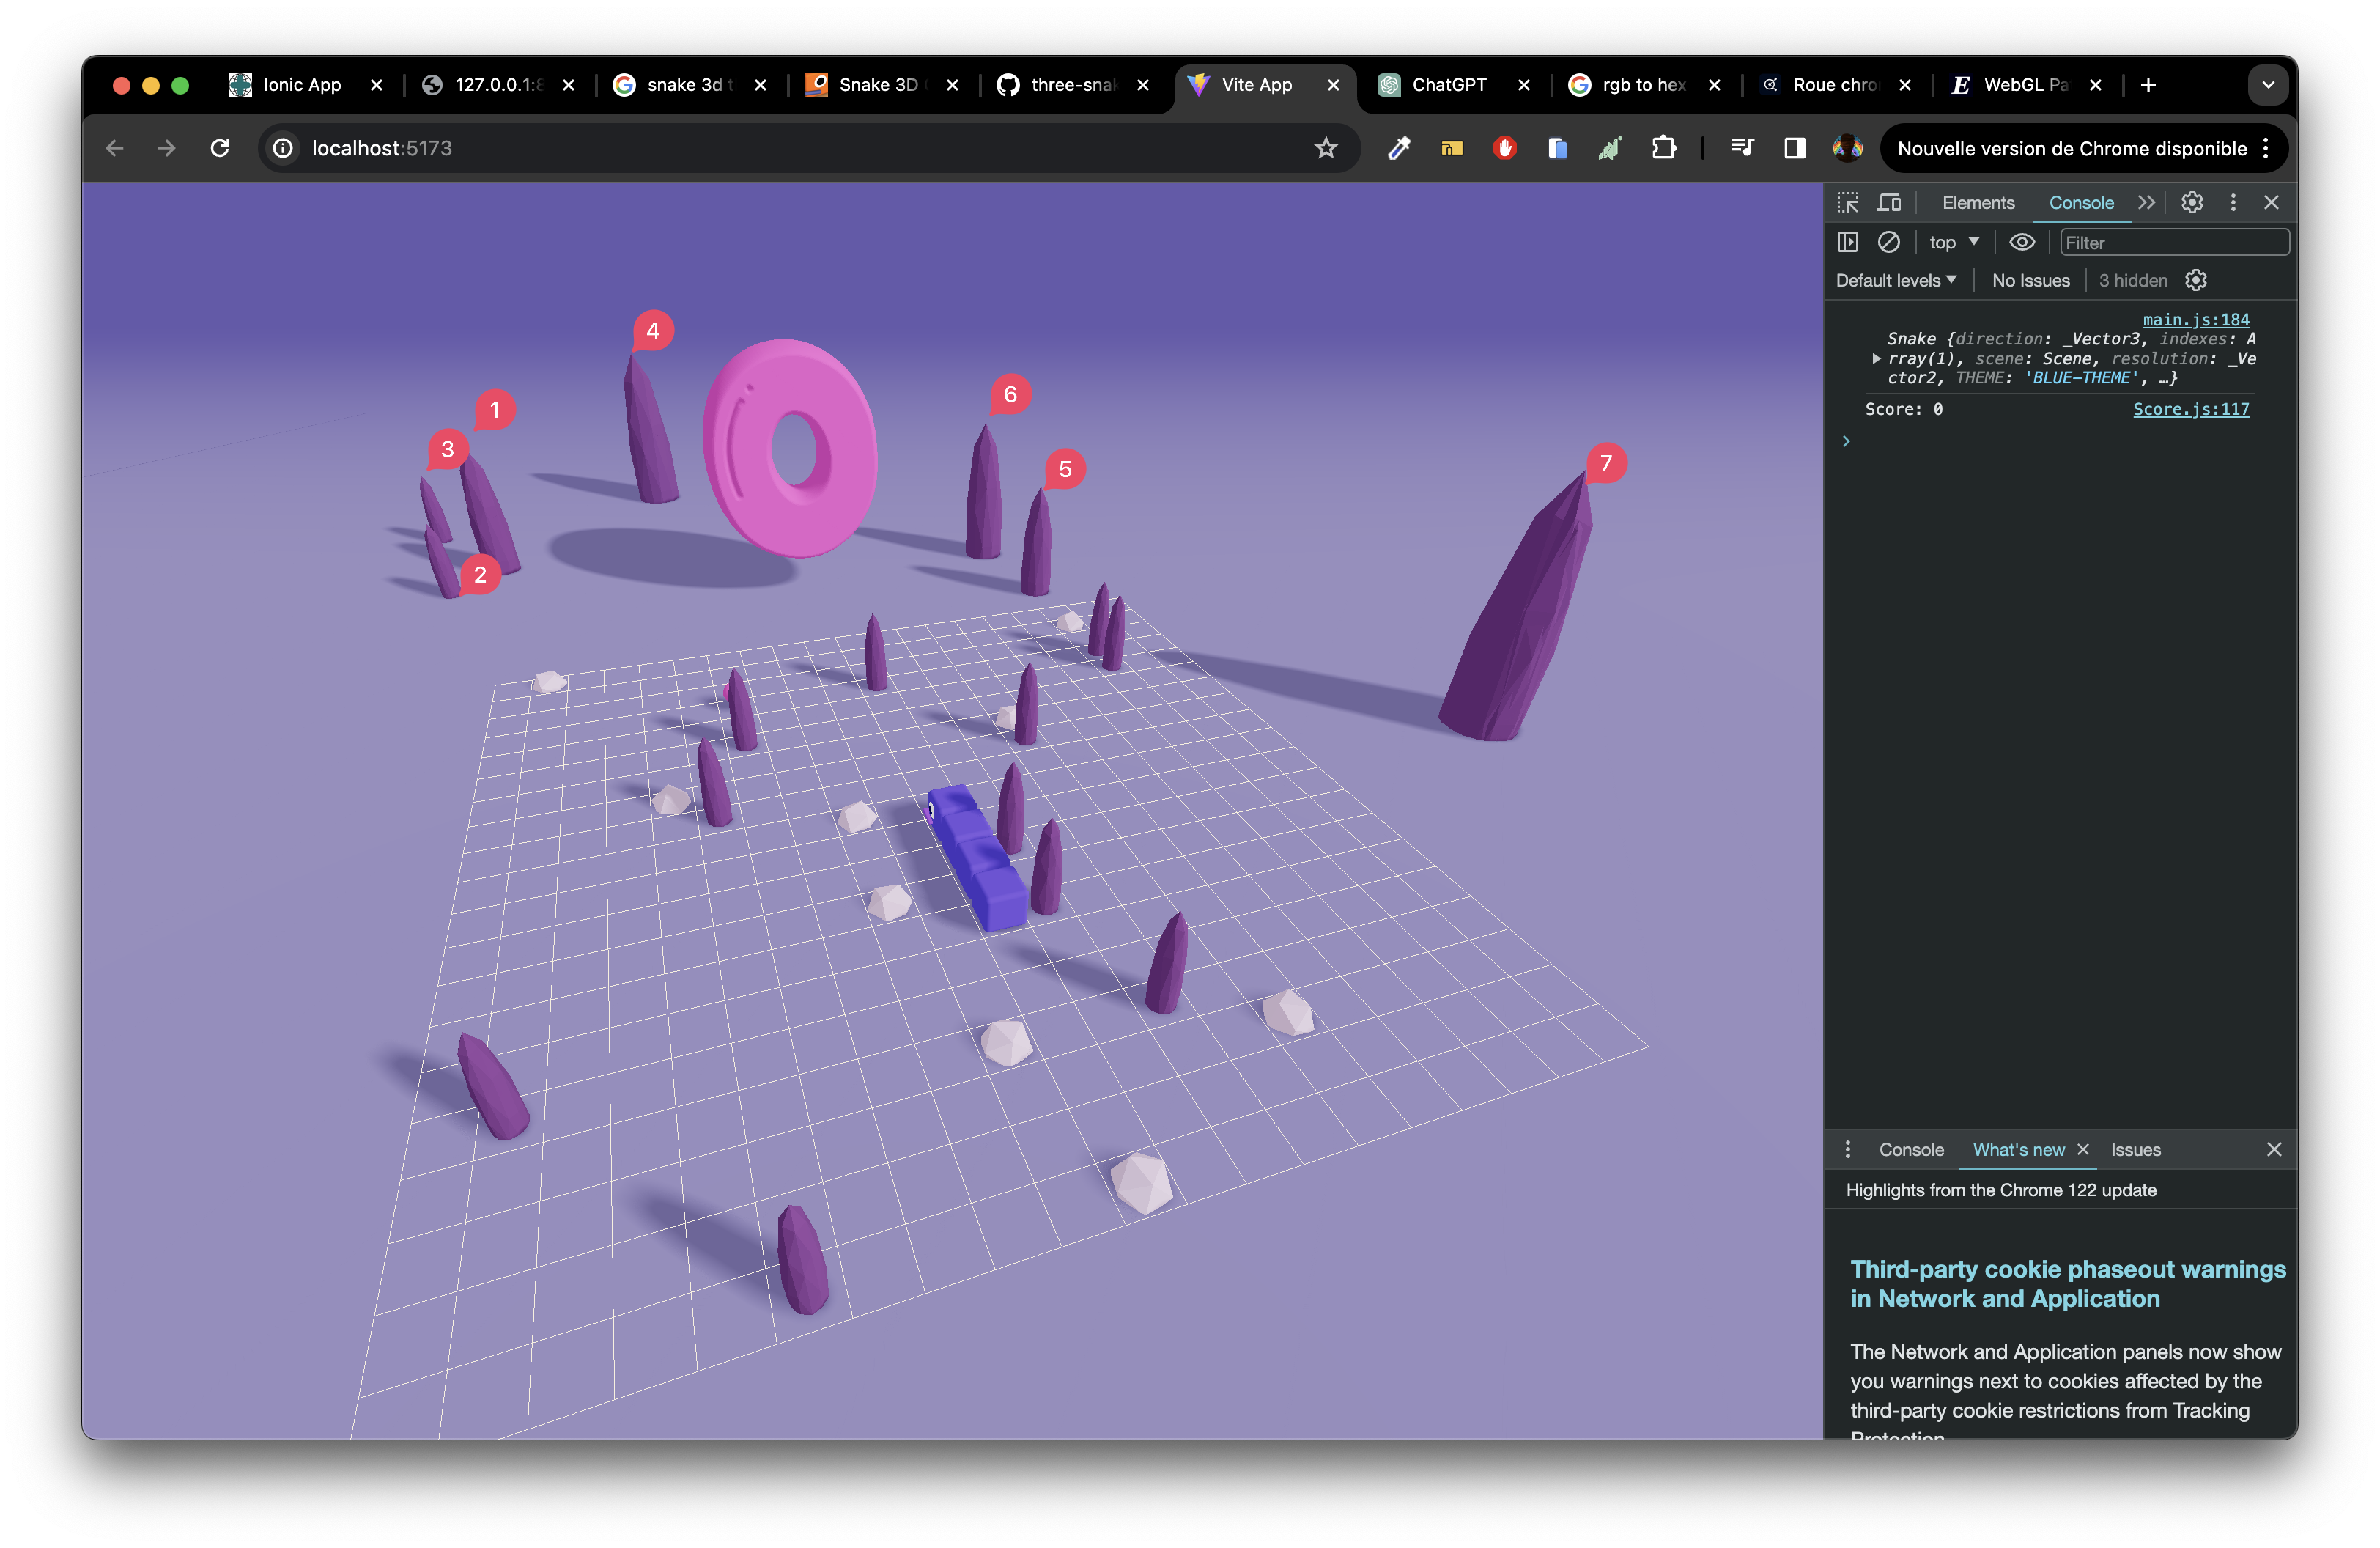 Ionic App
127.0.0.1:8
snake 3d t
Snake 3D
three-snak
Vite App
ChatGPT
rgb to hex
Roue chro
WebGL Pa
localhost:5173
Nouvelle version de Chrome disponible
Elements
Console
top
Filter
Default levels
No Issues
3 hidden
main.js:184
Snake {direction: _Vector3, indexes: A
rray(1), scene: Scene, resolution: _Ve
ctor2, THEME: 'BLUE-THEME', …}
Score: 0
Score.js:117
4
1
6
3
5
7
2
Console
What's new
Issues
Highlights from the Chrome 122 update
Third-party cookie phaseout warnings
in Network and Application
The Network and Application panels now show
you warnings next to cookies affected by the
third-party cookie restrictions from Tracking
Protection